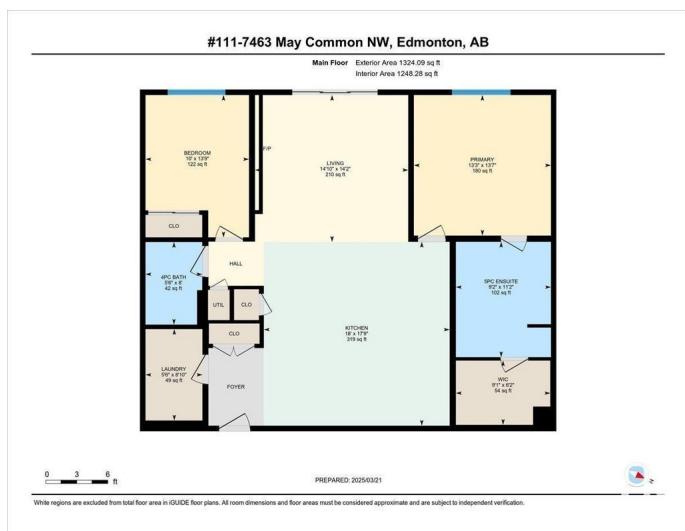 #111-7463 May Common NW, Edmonton, AB
Main Floor Exterior Area 1324.09 sq ft
Interior Area 1248.28 sq ft
BEDROOM
10' x 13'9"
122 sq ft
F/P
LIVING
14'10" x 14'2"
210 sq ft
PRIMARY
13'3" x 13'7"
180 sq ft
CLO
HALL
4PC BATH
5'6" x 8'
42 sq ft
UTIL
CLO
5PC ENSUITE
9'2" x 11'2"
102 sq ft
CLO
KITCHEN
18' x 17'9"
319 sq ft
LAUNDRY
5'6" x 8'10"
49 sq ft
FOYER
WIC
9'1" x 6'2"
54 sq ft
0 3 6
ft
PREPARED: 2025/03/21
N
White regions are excluded from total floor area in iGUIDE floor plans. All room dimensions and floor areas must be considered approximate and are subject to independent verification.